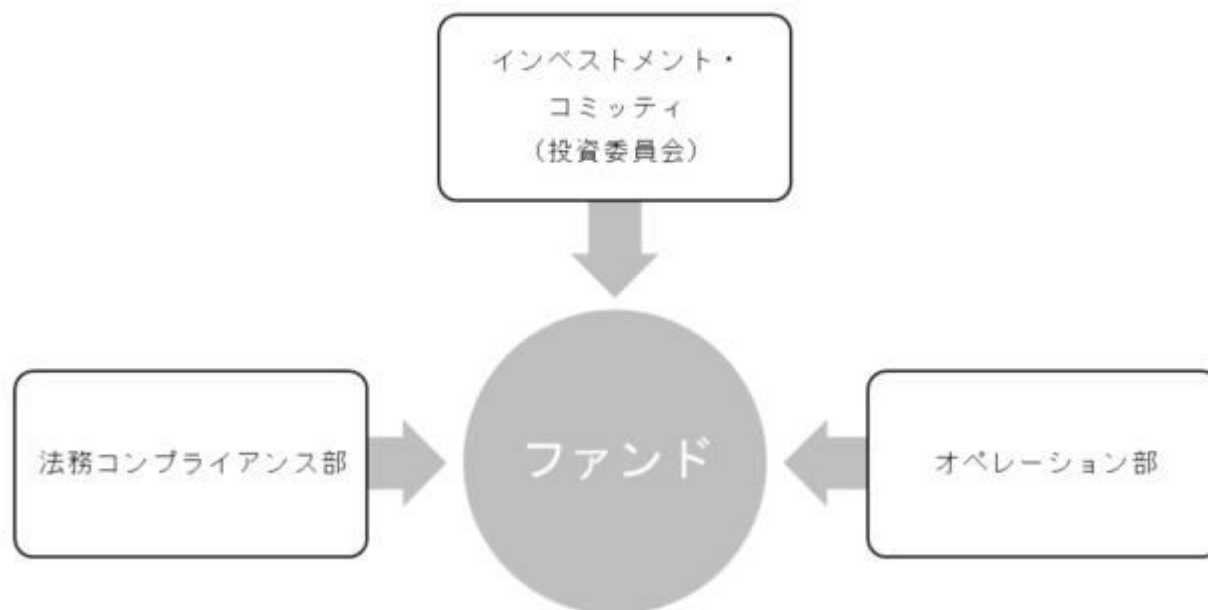 インベストメント・
コミッティ
（投資委員会）
法務コンプライアンス部
ファンド
オペレーション部